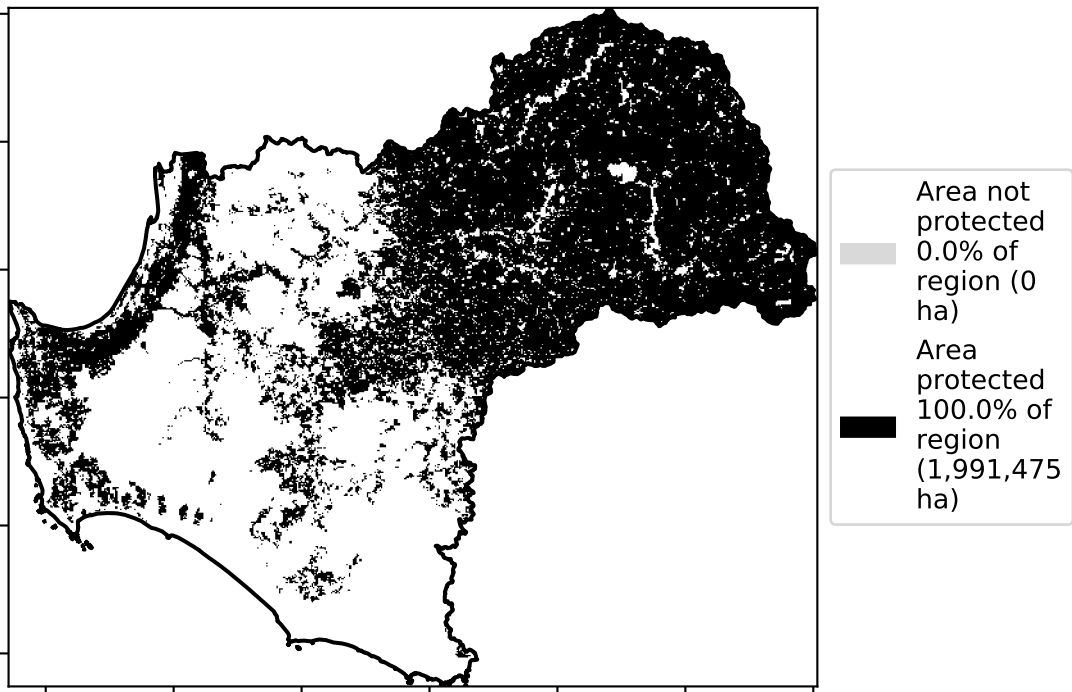 Area not
protected
0.0% of
region (0
ha)
Area
protected
100.0% of
region
(1,991,475
ha)